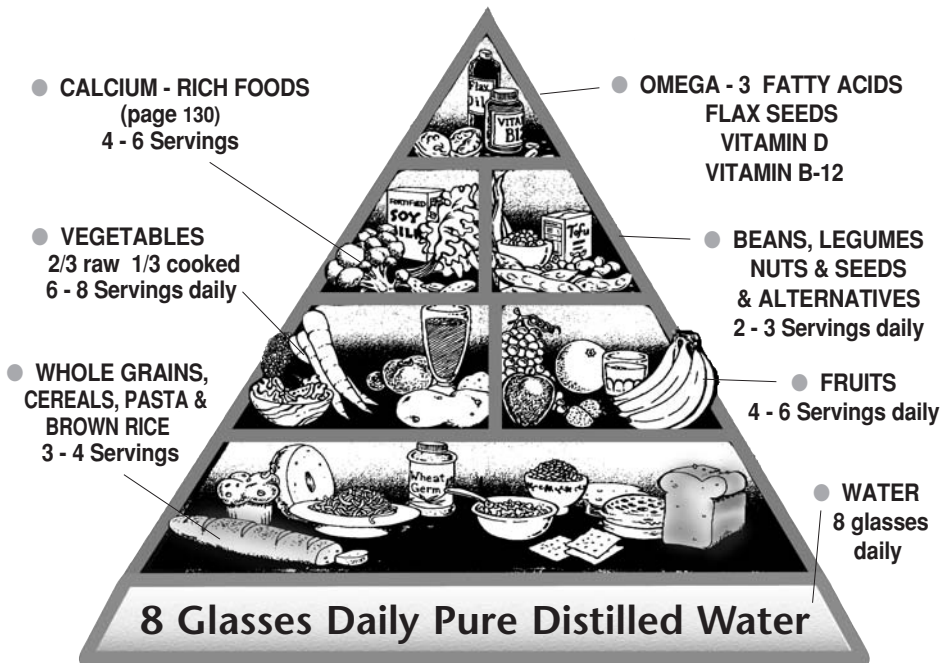 CALCIUM - RICH FOODS
(page 130)
4 - 6 Servings
OMEGA - 3 FATTY ACIDS
FLAX SEEDS
VITAMIN D
VITAMIN B-12
Flax
Oil
VITA
B12
FORTIFIED
SOY
MILK
Tofu
VEGETABLES
2/3 raw 1/3 cooked
6 - 8 Servings daily
BEANS, LEGUMES
NUTS & SEEDS
& ALTERNATIVES
2 - 3 Servings daily
WHOLE GRAINS,
CEREALS, PASTA &
BROWN RICE
3 - 4 Servings
FRUITS
4 - 6 Servings daily
Wheat
Germ
WATER
8 glasses
daily
8 Glasses Daily Pure Distilled Water